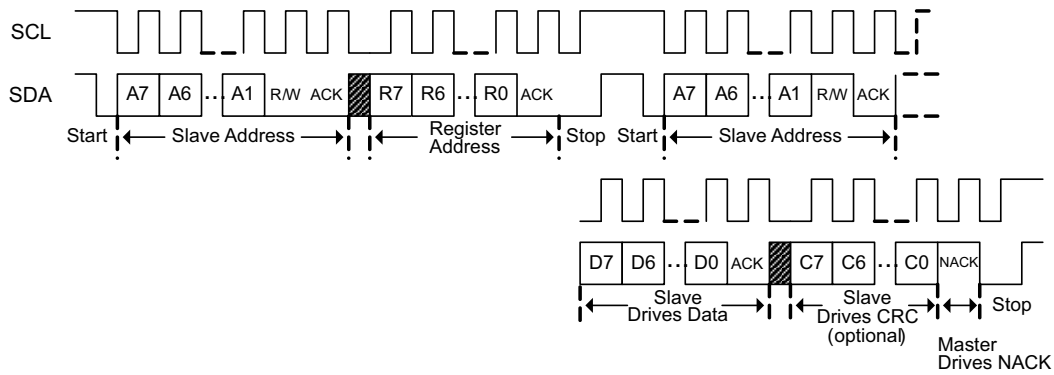 SCL
SDA
A7 A6 ... A1 R/W ACK R7 R6 ... R0 ACK A7 A6 ... A1 R/W ACK
Start Slave Address Register Address Stop Start Slave Address
D7 D6 ... D0 ACK C7 C6 ... C0 NACK
Slave Drives Data Slave Drives CRC (optional) Stop
Master
Drives NACK